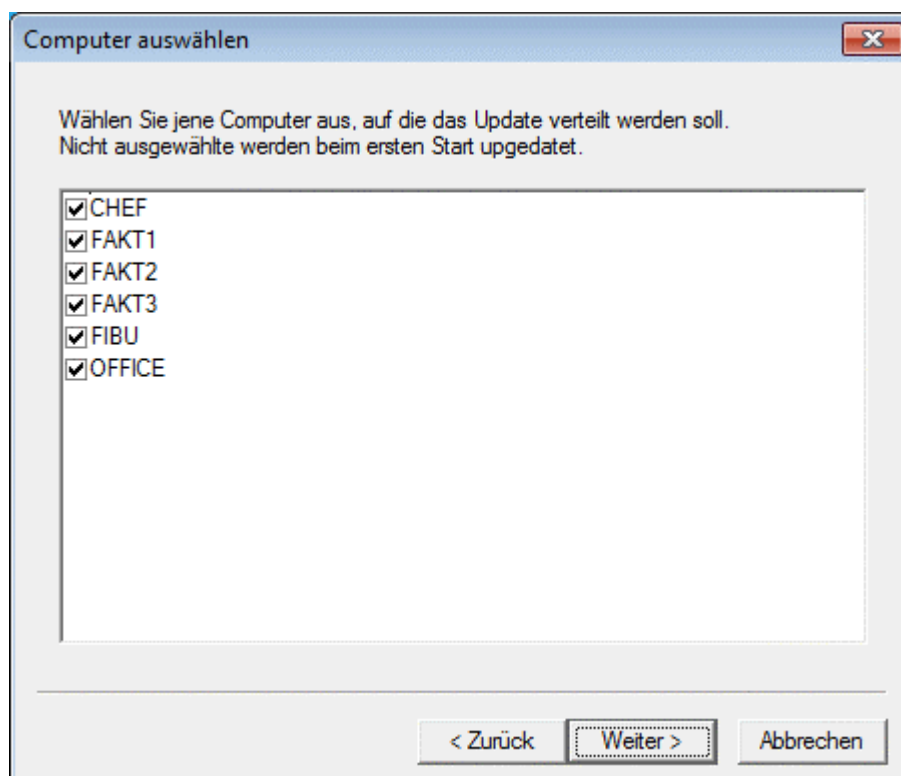 Computer auswählen
Wählen Sie jene Computer aus, auf die das Update verteilt werden soll.
Nicht ausgewählte werden beim ersten Start upgedatet.
CHEF
FAKT1
FAKT2
FAKT3
FIBU
OFFICE
< Zurück Weiter > Abbrechen